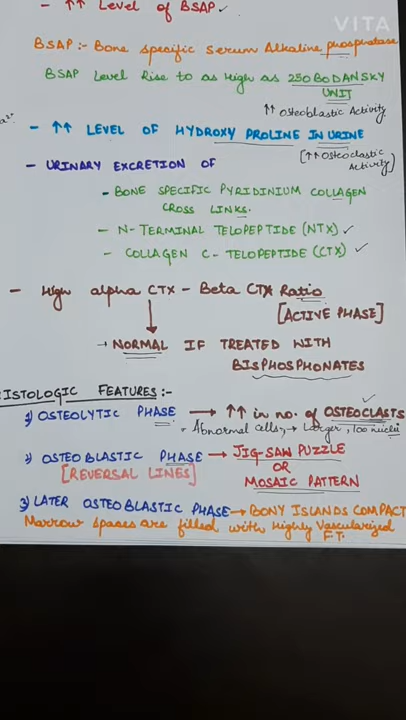 VITA
- ↑↑ Level of BSAP ✓
BSAP :- Bone specific Serum Alkaline phosphatase
BSAP Level Rise to as High as 250 BODANSKY
UNIT
↑↑ Osteoblastic Activity
- ↑↑ LEVEL OF HYDROXY PROLINE IN URINE
[↑↑ Osteoclastic
Activity]
- URINARY EXCRETION OF
- BONE SPECIFIC PYRIDINIUM COLLAGEN
CROSS LINKS.
- N-TERMINAL TELOPEPTIDE (NTX) ✓
- COLLAGEN C-TELOPEPTIDE (CTX) ✓
- High alpha CTX - Beta CTX Ratio
[ACTIVE PHASE]
→ NORMAL IF TREATED WITH
BISPHOSPHONATES
ISTOLOGIC FEATURES :-
1) OSTEOLYTIC PHASE → ↑↑ in no. of OSTEOCLASTS
Abnormal cells, → Larger, 100 nuclei
2) OSTEOBLASTIC PHASE → JIG-SAW PUZZLE
[REVERSAL LINES] OR
MOSAIC PATTERN
3) LATER OSTEOBLASTIC PHASE → BONY ISLANDS COMPACT
Marrow spaces are filled with Highly Vascularized
F.T.